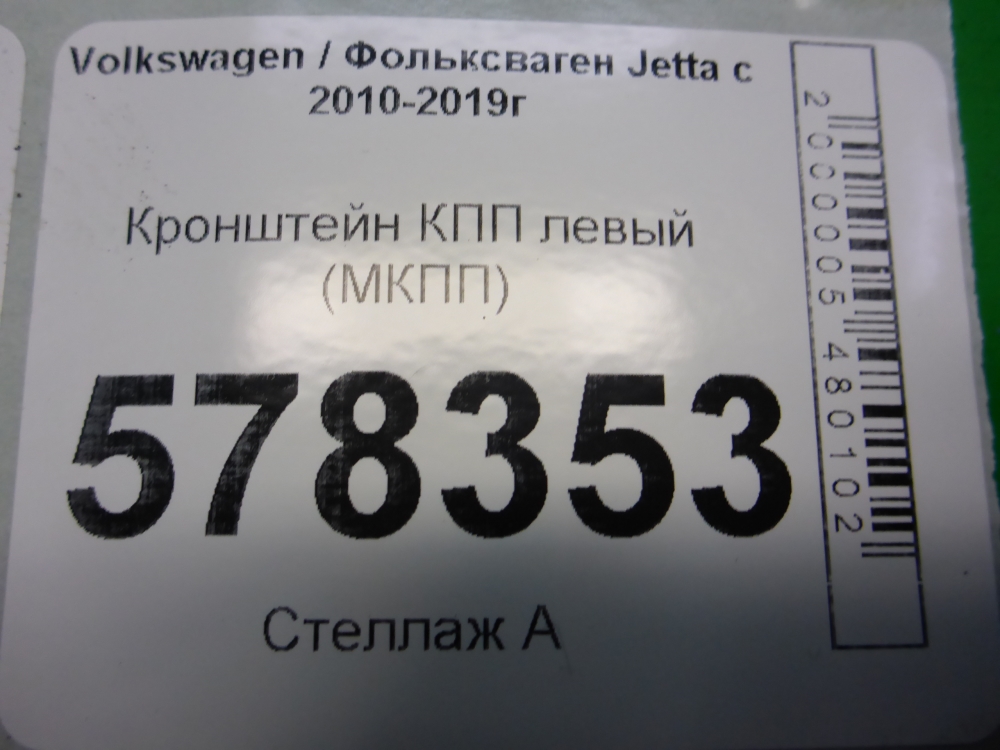 Volkswagen / Фольксваген Jetta с
2010-2019г
Кронштейн КПП левый
(МКПП)
578353
Стеллаж А
2000005480102